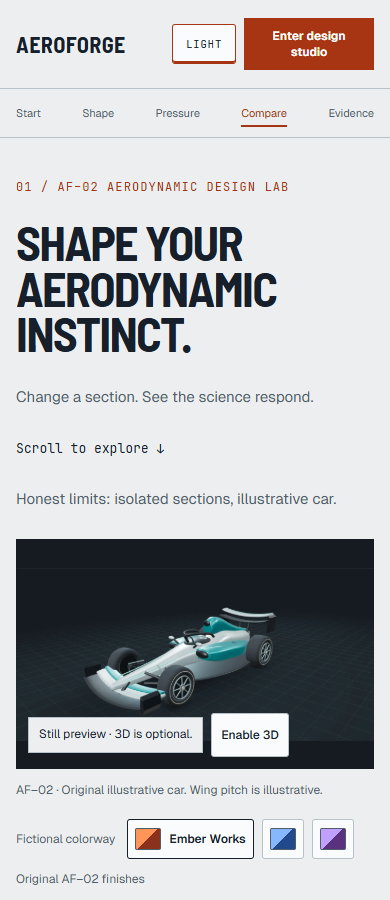 AEROFORGE
LIGHT
Enter design
studio
Start
Shape
Pressure
Compare
Evidence
01 / AF–02 AERODYNAMIC DESIGN LAB
SHAPE YOUR
AERODYNAMIC
INSTINCT.
Change a section. See the science respond.
Scroll to explore ↓
Honest limits: isolated sections, illustrative car.
Still preview · 3D is optional.
Enable 3D
AF–02 · Original illustrative car. Wing pitch is illustrative.
Fictional colorway
Ember Works
Original AF–02 finishes